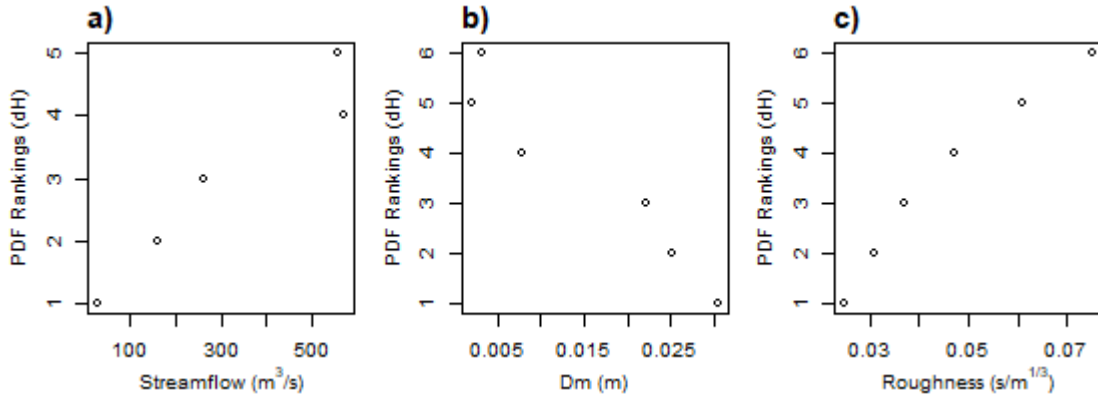 a)
PDF Rankings (dH)
5
4
3
2
1
100 300 500
Streamflow (m³/s)
b)
PDF Rankings (dH)
6
5
4
3
2
1
0.005 0.015 0.025
Dm (m)
c)
PDF Rankings (dH)
6
5
4
3
2
1
0.03 0.05 0.07
Roughness (s/m^1/3)